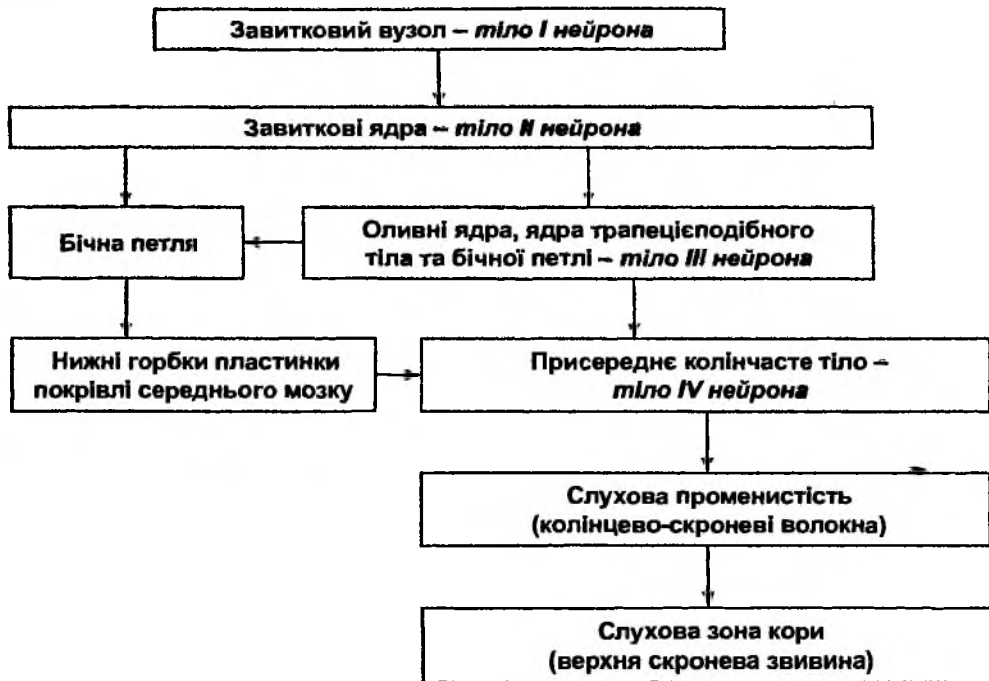 Завитковий вузол – тіло I нейрона
Завиткові ядра – тіло II нейрона
Бічна петля
Оливні ядра, ядра трапецієподібного
тіла та бічної петлі – тіло III нейрона
Нижні горбки пластинки
покрівлі середнього мозку
Присереднє колінчасте тіло –
тіло IV нейрона
Слухова променистість
(колінцево-скроневі волокна)
Слухова зона кори
(верхня скронева звивина)